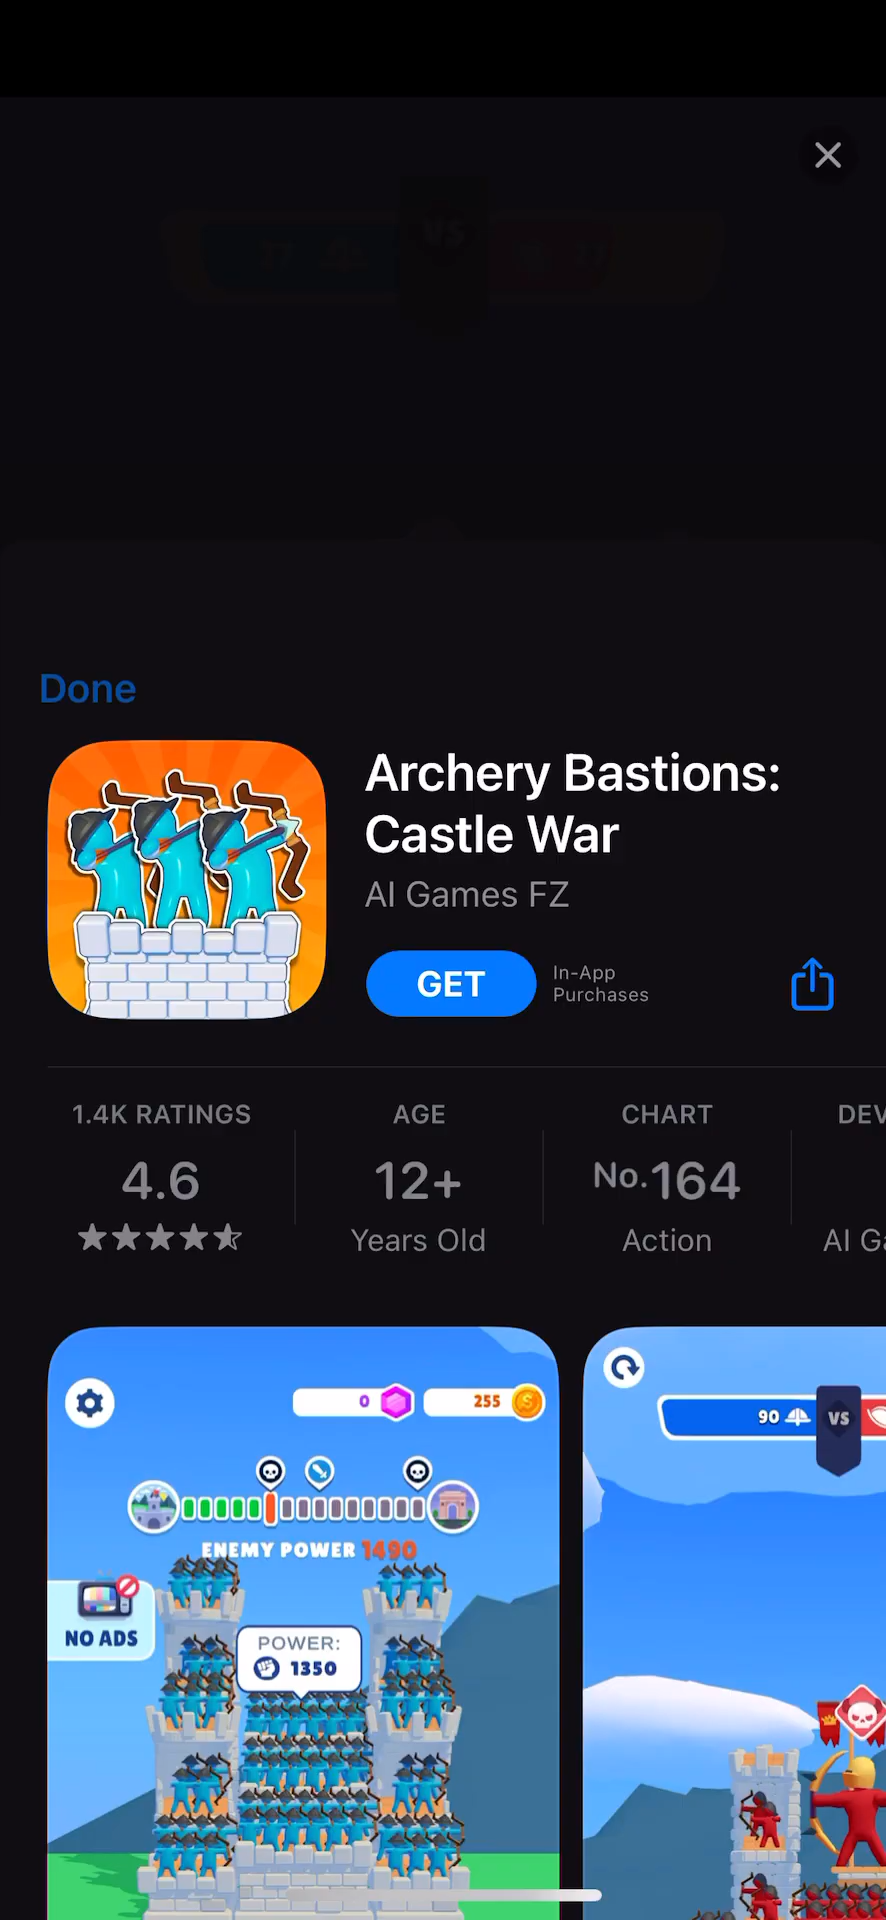 VS
Done
Archery Bastions:
Castle War
AI Games FZ
GET
In-App
Purchases
1.4K RATINGS
4.6
AGE
12+
Years Old
CHART
No.164
Action
DEV
AI Ga
0
255
ENEMY POWER 1490
NO ADS
POWER:
1350
90
VS